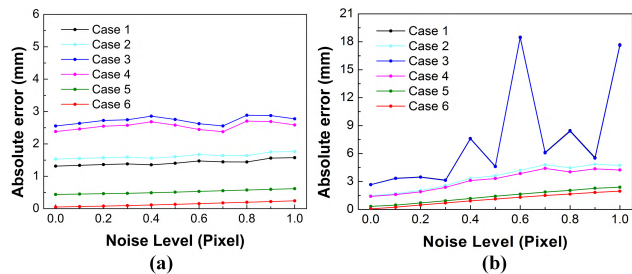 (a)
Absolute error (mm)
6
5
4
3
2
1
0
Case 1
Case 2
Case 3
Case 4
Case 5
Case 6
0.0 0.2 0.4 0.6 0.8 1.0
Noise Level (Pixel)
(a)
(b)
Absolute error (mm)
21
18
15
12
9
6
3
0
Case 1
Case 2
Case 3
Case 4
Case 5
Case 6
0.0 0.2 0.4 0.6 0.8 1.0
Noise Level (Pixel)
(b)